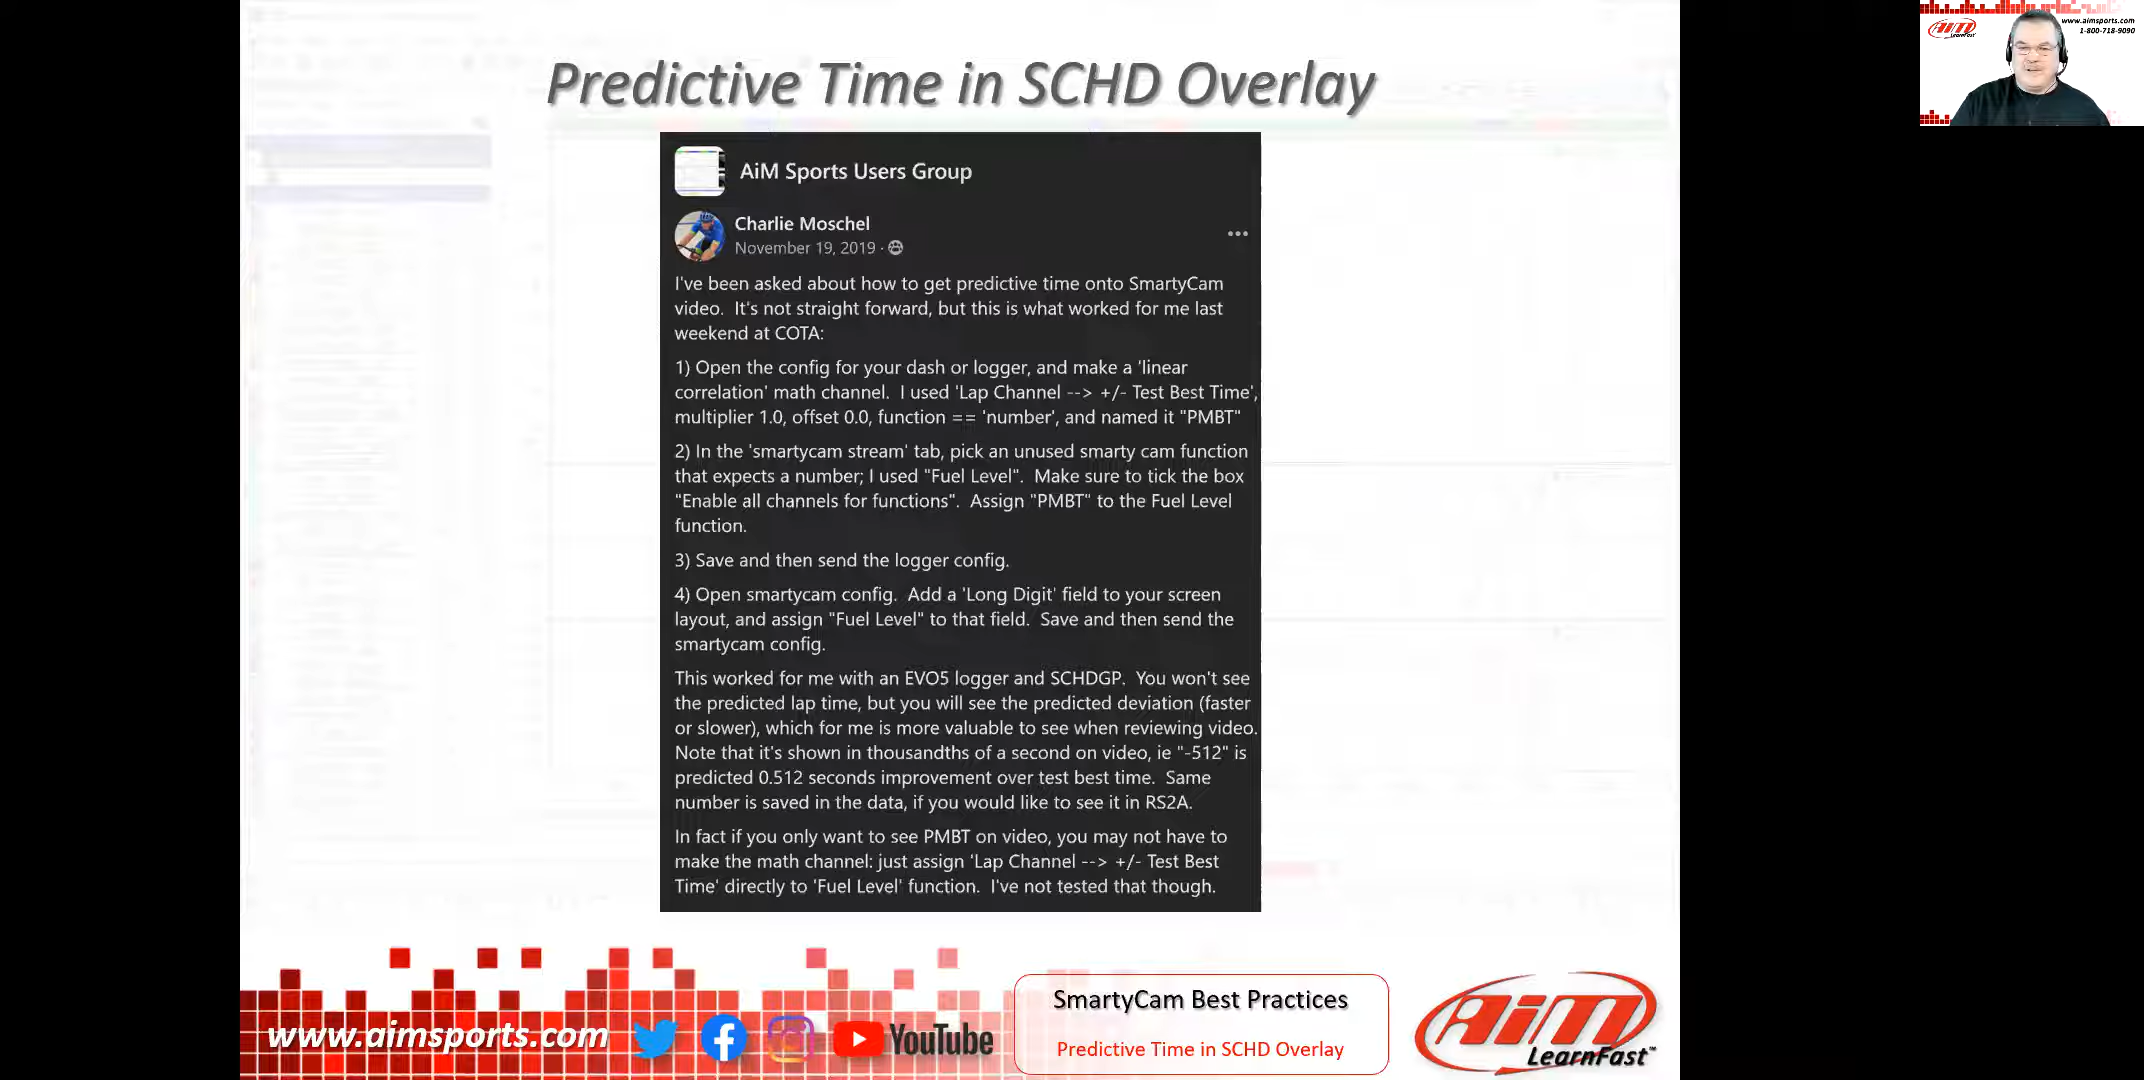 Predictive Time in SCHD Overlay
AiM Sports Users Group
Charlie Moschel
November 19, 2019 ·
I've been asked about how to get predictive time onto SmartyCam
video. It's not straight forward, but this is what worked for me last
weekend at COTA:
1) Open the config for your dash or logger, and make a 'linear
correlation' math channel. I used 'Lap Channel --> +/- Test Best Time',
multiplier 1.0, offset 0.0, function == 'number', and named it "PMBT"
2) In the 'smartycam stream' tab, pick an unused smarty cam function
that expects a number; I used "Fuel Level". Make sure to tick the box
"Enable all channels for functions". Assign "PMBT" to the Fuel Level
function.
3) Save and then send the logger config.
4) Open smartycam config. Add a 'Long Digit' field to your screen
layout, and assign "Fuel Level" to that field. Save and then send the
smartycam config.
This worked for me with an EVO5 logger and SCHDGP. You won't see
the predicted lap time, but you will see the predicted deviation (faster
or slower), which for me is more valuable to see when reviewing video.
Note that it's shown in thousandths of a second on video, ie "-512" is
predicted 0.512 seconds improvement over test best time. Same
number is saved in the data, if you would like to see it in RS2A.
In fact if you only want to see PMBT on video, you may not have to
make the math channel: just assign 'Lap Channel --> +/- Test Best
Time' directly to 'Fuel Level' function. I've not tested that though.
www.aimsports.com
YouTube
SmartyCam Best Practices
Predictive Time in SCHD Overlay
AiM
LearnFast™
AiM
LearnFast
www.aimsports.com
1-800-718-9090